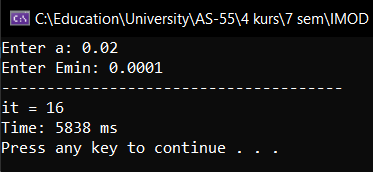 C:\Education\University\AS-55\4 kurs\7 sem\IMOD
Enter a: 0.02
Enter Emin: 0.0001
--------------------------------------
it = 16
Time: 5838 ms
Press any key to continue . . .